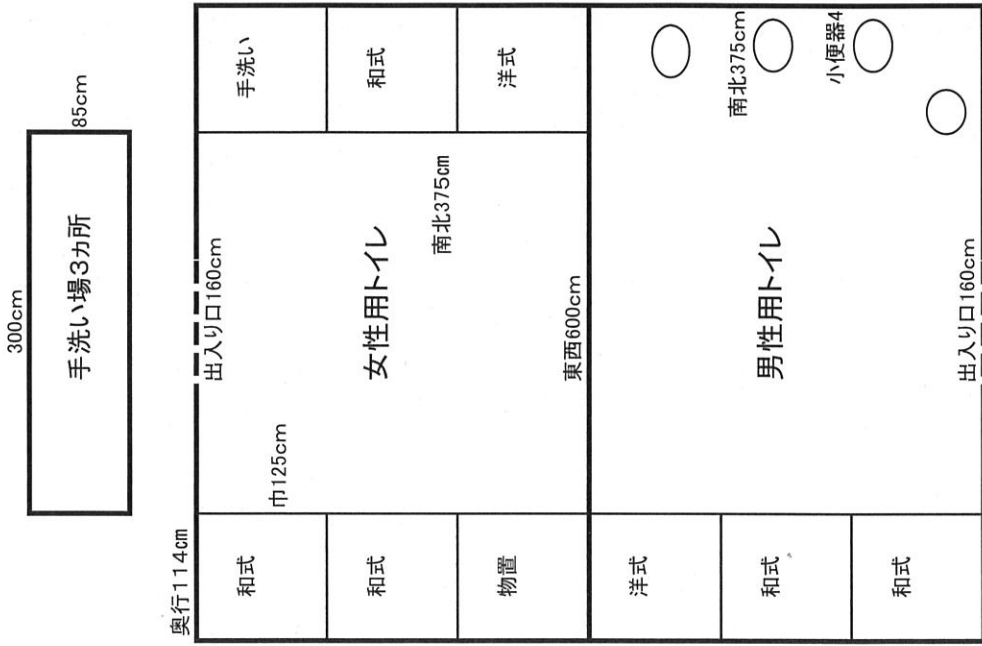 300cm
手洗い場3カ所
85cm
奥行114cm
出入り口160cm
和式
巾125cm
手洗い
和式
女性用トイレ
南北375㎝
和式
物置
東西600cm
洋式
洋式
男性用トイレ
南北375cm
和式
小便器4
和式
出入り口160cm